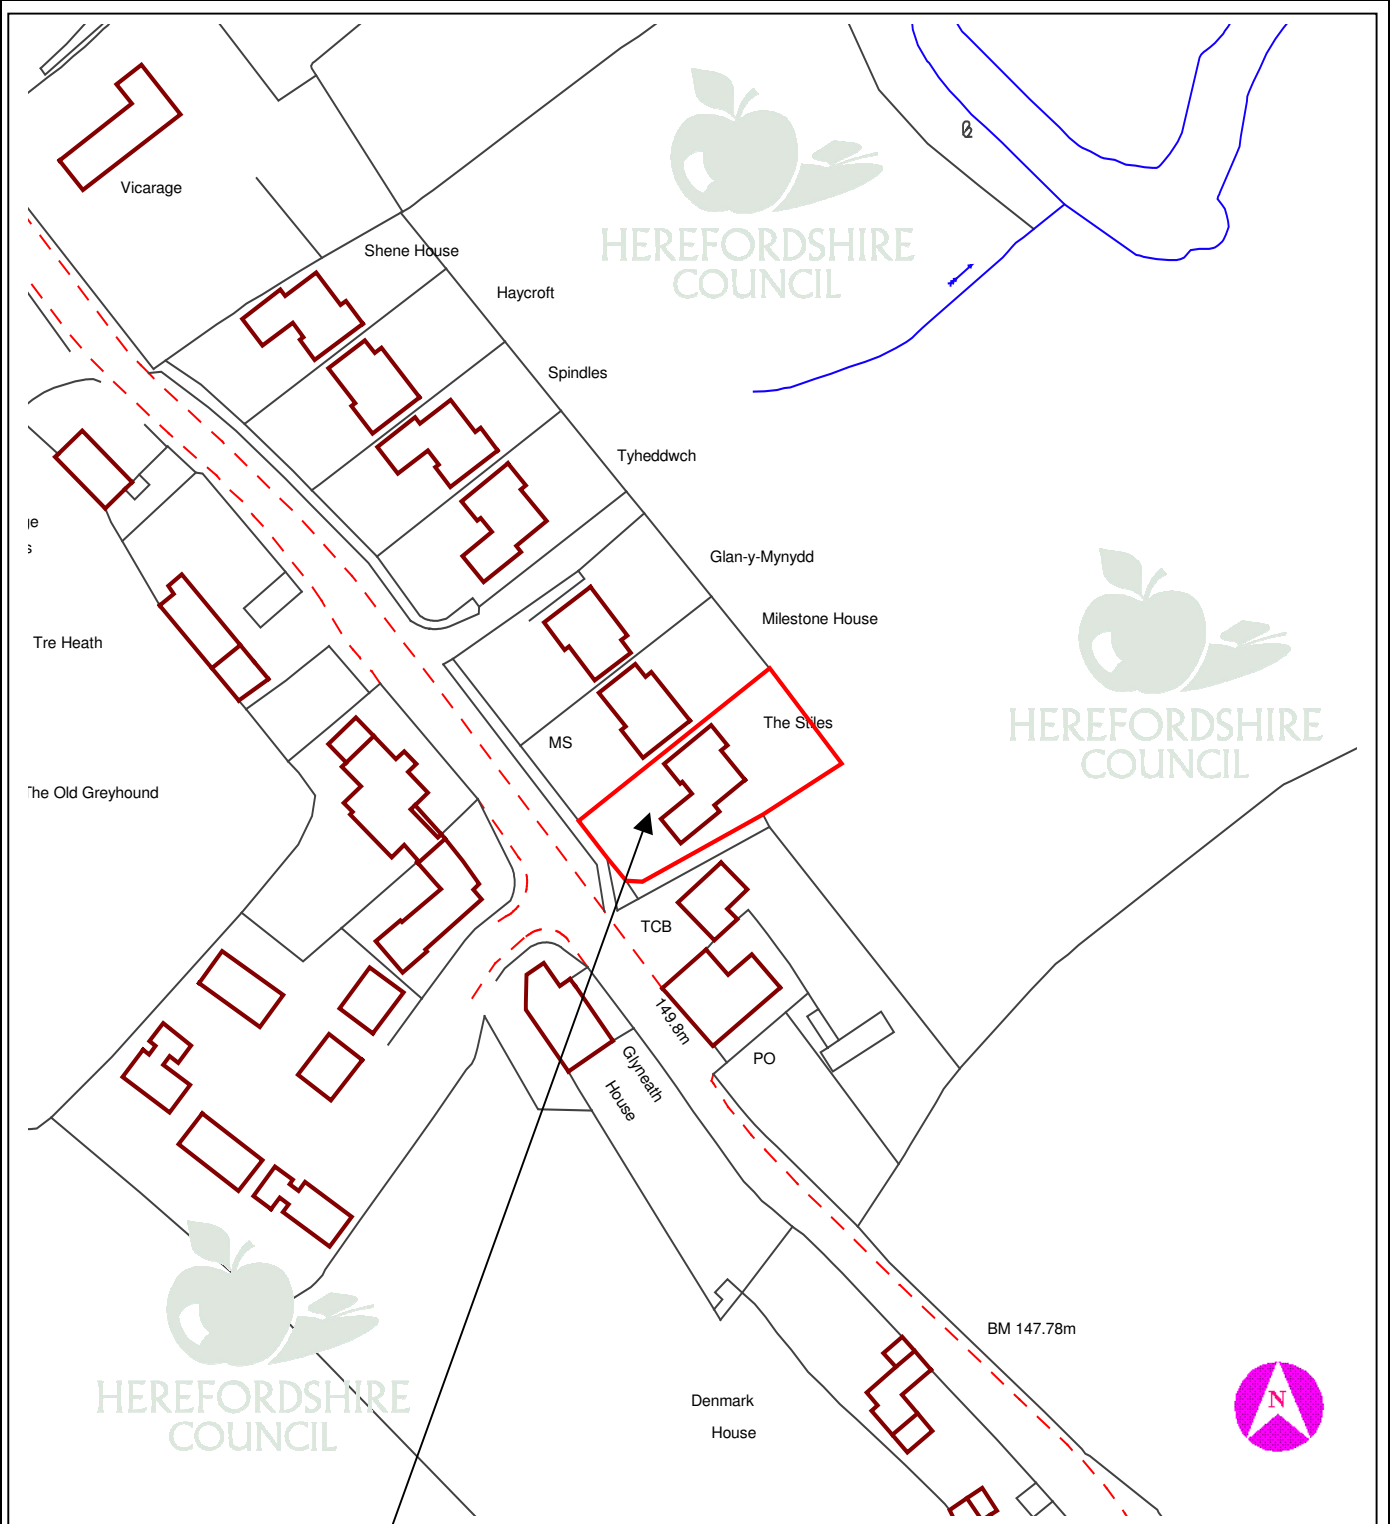 HEREFORDSHIRE
COUNCIL
Vicarage
Shene House
Haycroft
Spindles
Tyheddwch
Glan-y-Mynydd
Milestone House
The Stiles
MS
Tre Heath
The Old Greyhound
HEREFORDSHIRE
COUNCIL
TCB
149.8m
PO
Glyneath
House
BM 147.78m
Denmark
House
HEREFORDSHIRE
COUNCIL
N